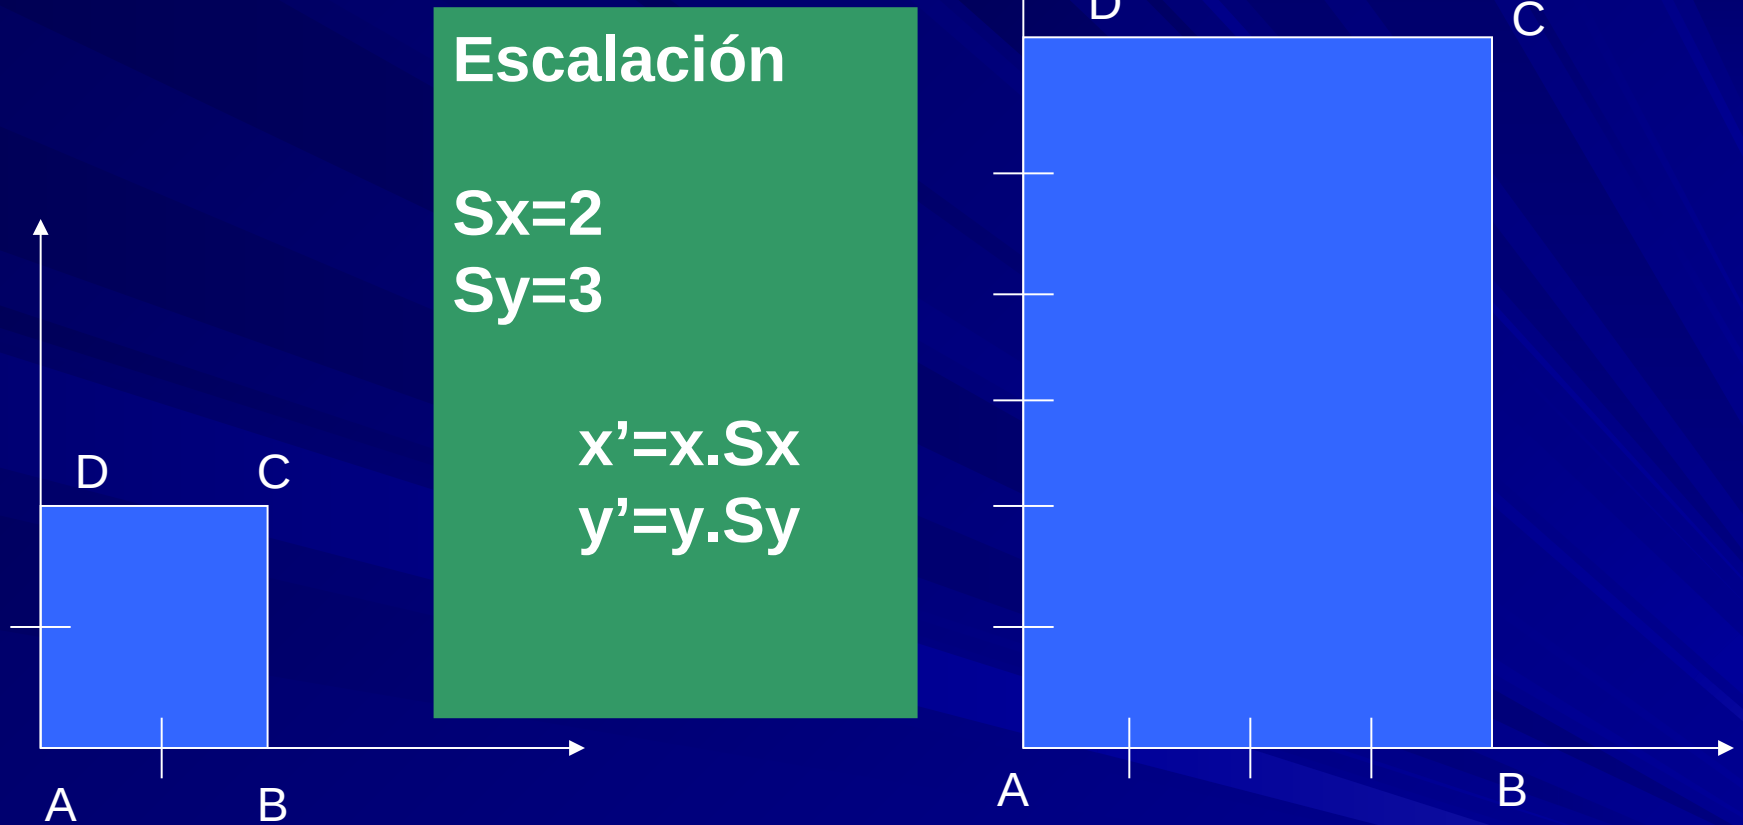 Escalación
Sx=2
Sy=3
x’=x.Sx
y’=y.Sy
D C
A B
D C
A B